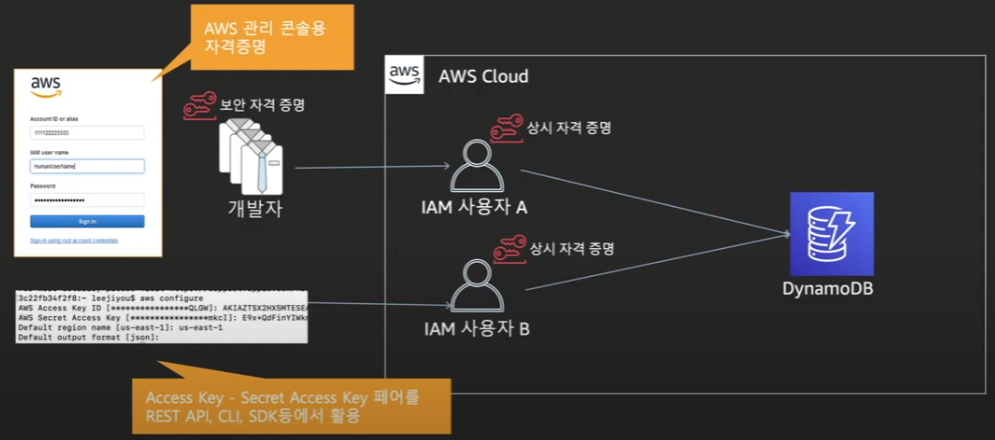 AWS 관리 콘솔용
자격증명
aws
Account ID or alias
111122223333
IAM user name
HumanUserName
Password
Sign In
Sign-in using root account credentials
보안 자격 증명
개발자
aws
AWS Cloud
상시 자격 증명
IAM 사용자 A
상시 자격 증명
IAM 사용자 B
DynamoDB
3c22fb34f2f8:~ leejiyou$ aws configure
AWS Access Key ID [****************QLGW]:
AWS Secret Access Key [****************mkcI]:
Default region name [us-east-1]: us-east-1
Default output format [json]:
Access Key - Secret Access Key 페어를
REST API, CLI, SDK등에서 활용